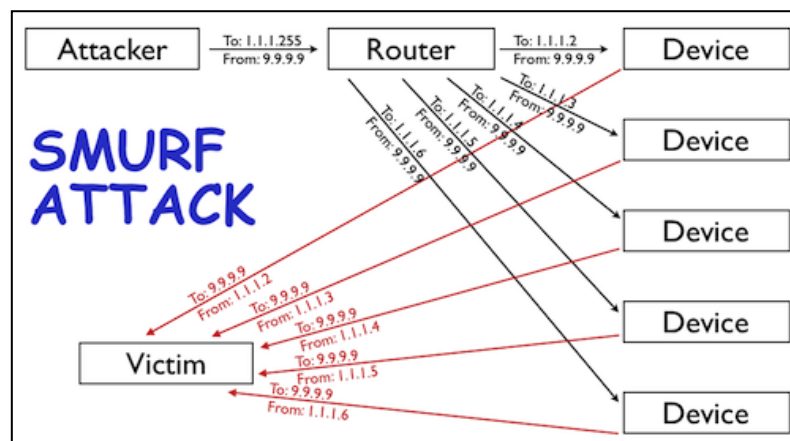 Attacker
To: 1.1.1.255
From: 9.9.9.9
Router
To: 1.1.1.2
From: 9.9.9.9
Device
To: 1.1.1.3
From: 9.9.9.9
Device
To: 1.1.1.4
From: 9.9.9.9
Device
To: 1.1.1.5
From: 9.9.9.9
Device
To: 1.1.1.6
From: 9.9.9.9
Device
SMURF
ATTACK
To: 9.9.9.9
From: 1.1.1.2
To: 9.9.9.9
From: 1.1.1.3
To: 9.9.9.9
From: 1.1.1.4
Victim
To: 9.9.9.9
From: 1.1.1.5
To: 9.9.9.9
From: 1.1.1.6